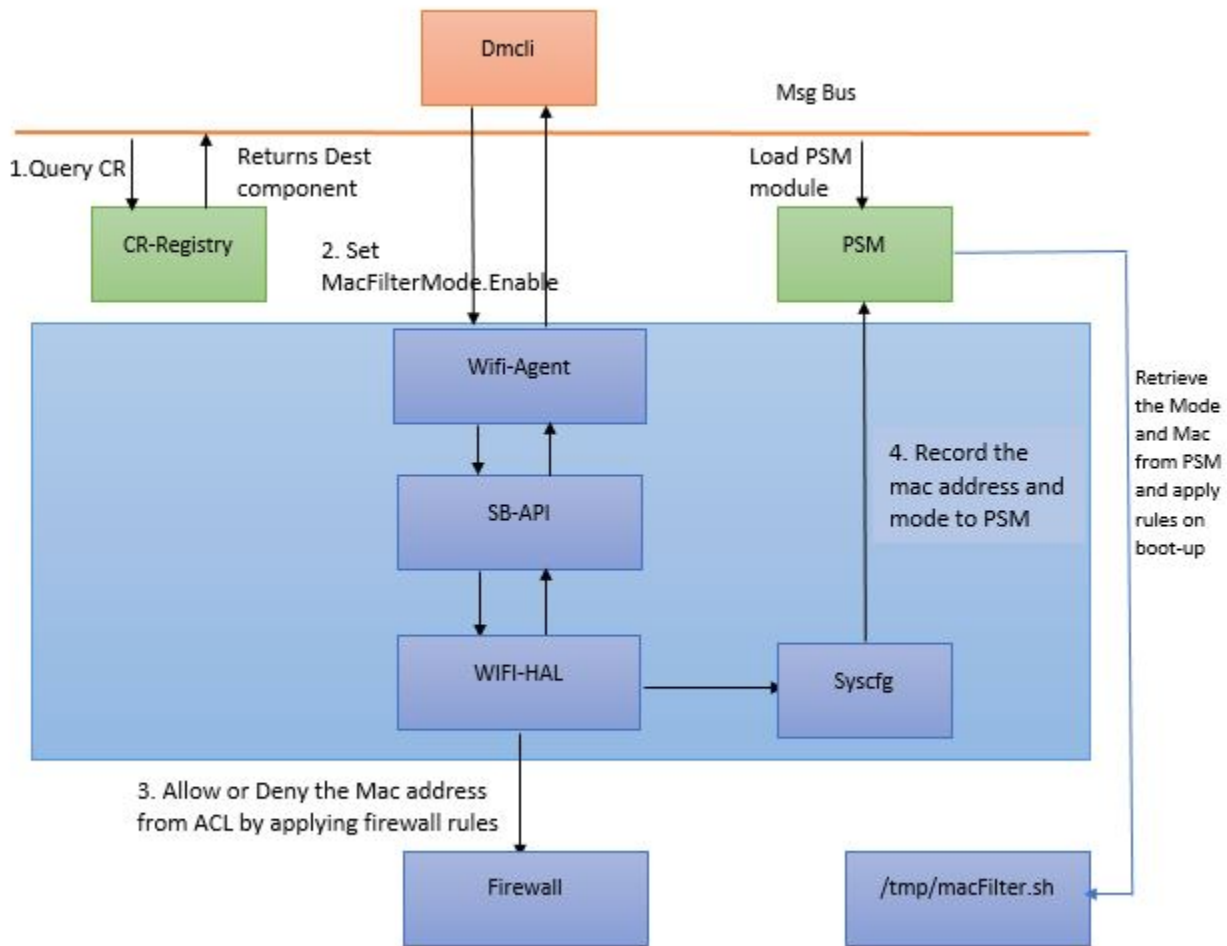 Dmcli
Msg Bus
1.Query CR
Returns Dest
component
Load PSM
module
CR-Registry
PSM
2. Set
MacFilterMode.Enable
Wifi-Agent
Retrieve
the Mode
and Mac
from PSM
and apply
rules on
boot-up
4. Record the
mac address and
mode to PSM
SB-API
WIFI-HAL
Syscfg
3. Allow or Deny the Mac address
from ACL by applying firewall rules
Firewall
/tmp/macFilter.sh